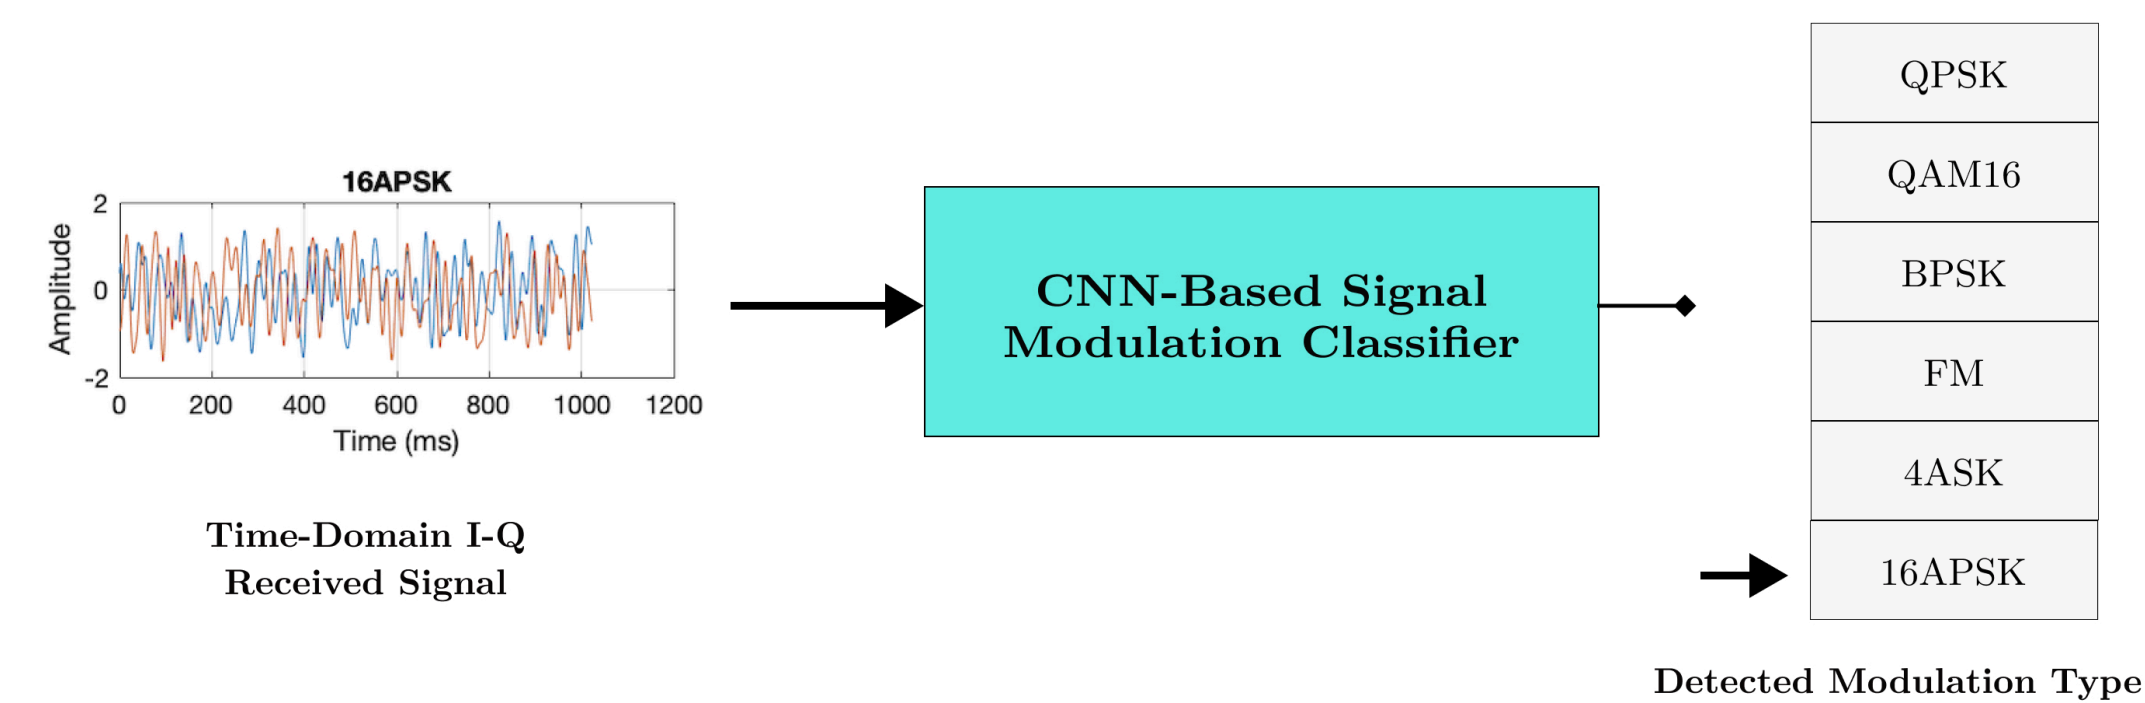 16APSK
Amplitude
2
0
-2
0 200 400 600 800 1000 1200
Time (ms)
Time-Domain I-Q
Received Signal
CNN-Based Signal
Modulation Classifier
QPSK
QAM16
BPSK
FM
4ASK
16APSK
Detected Modulation Type